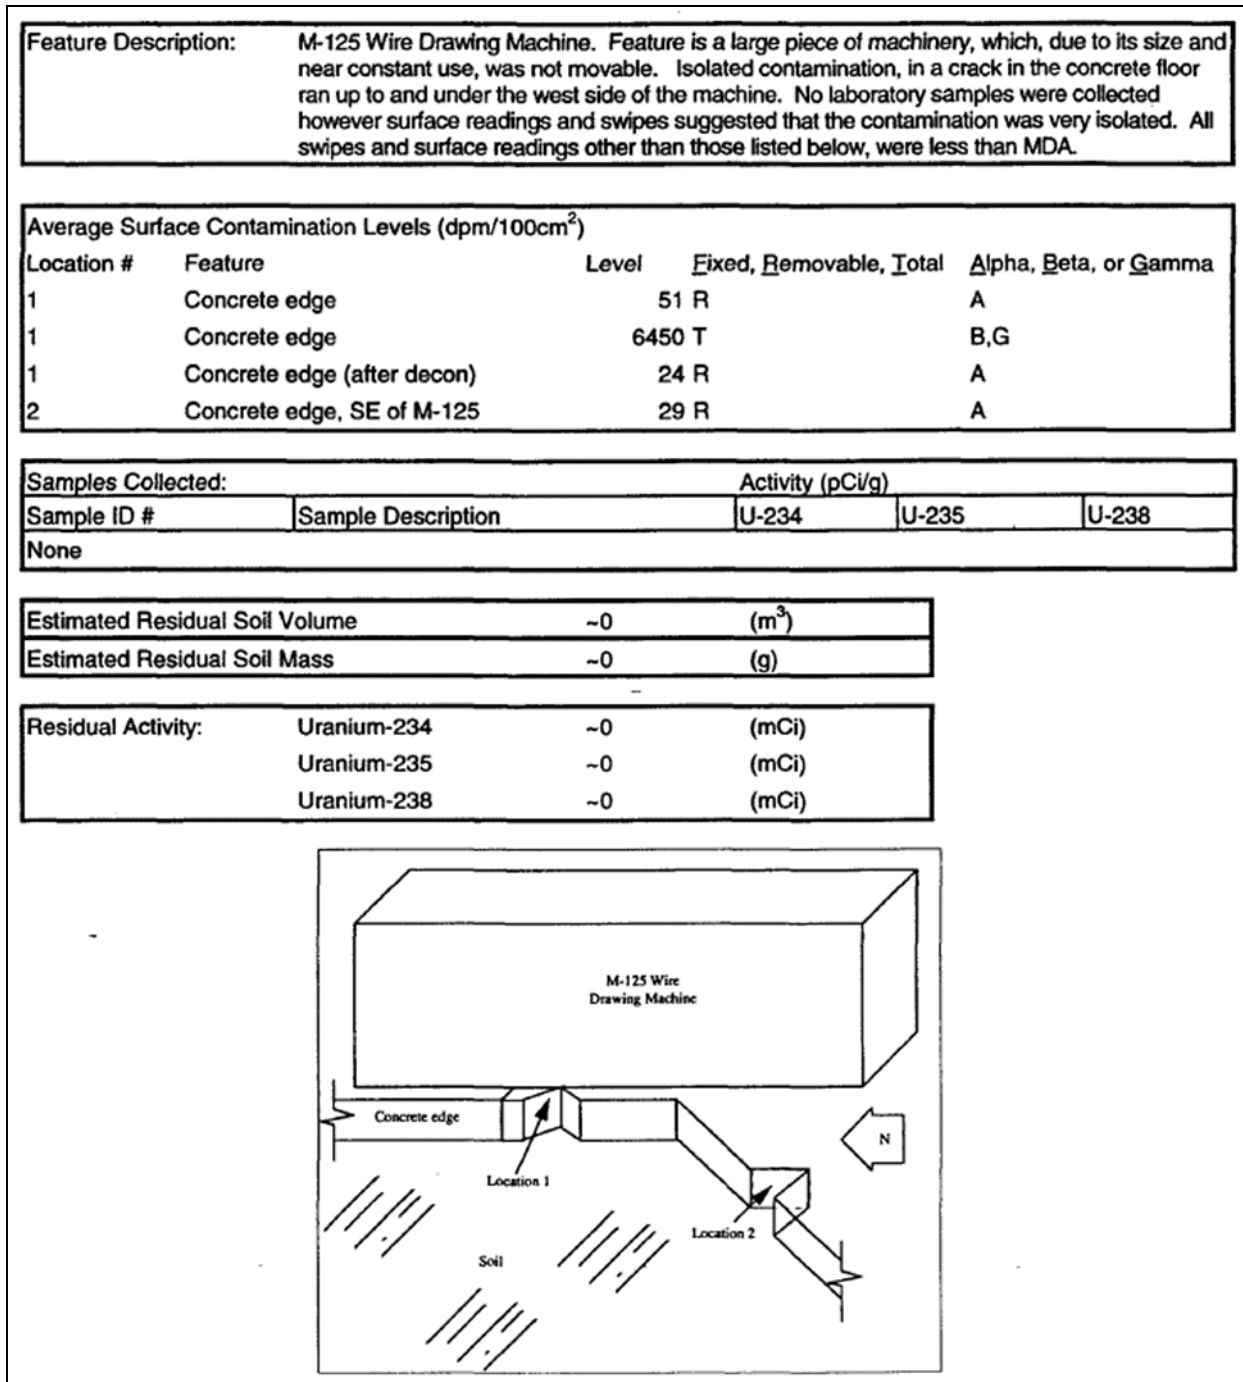 Feature Description: M-125 Wire Drawing Machine. Feature is a large piece of machinery, which, due to its size and
near constant use, was not movable. Isolated contamination, in a crack in the concrete floor
ran up to and under the west side of the machine. No laboratory samples were collected
however surface readings and swipes suggested that the contamination was very isolated. All
swipes and surface readings other than those listed below, were less than MDA.
Average Surface Contamination Levels (dpm/100cm²)
Location # Feature Level Fixed, Removable, Total Alpha, Beta, or Gamma
1 Concrete edge 51 R A
1 Concrete edge 6450 T B,G
1 Concrete edge (after decon) 24 R A
2 Concrete edge, SE of M-125 29 R A
Samples Collected: Activity (pCi/g)
Sample ID # Sample Description U-234 U-235 U-238
None
Estimated Residual Soil Volume ~0 (m³)
Estimated Residual Soil Mass ~0 (g)
Residual Activity: Uranium-234 ~0 (mCi)
Uranium-235 ~0 (mCi)
Uranium-238 ~0 (mCi)
M-125 Wire
Drawing Machine
Concrete edge
N
Location 1
Location 2
Soil